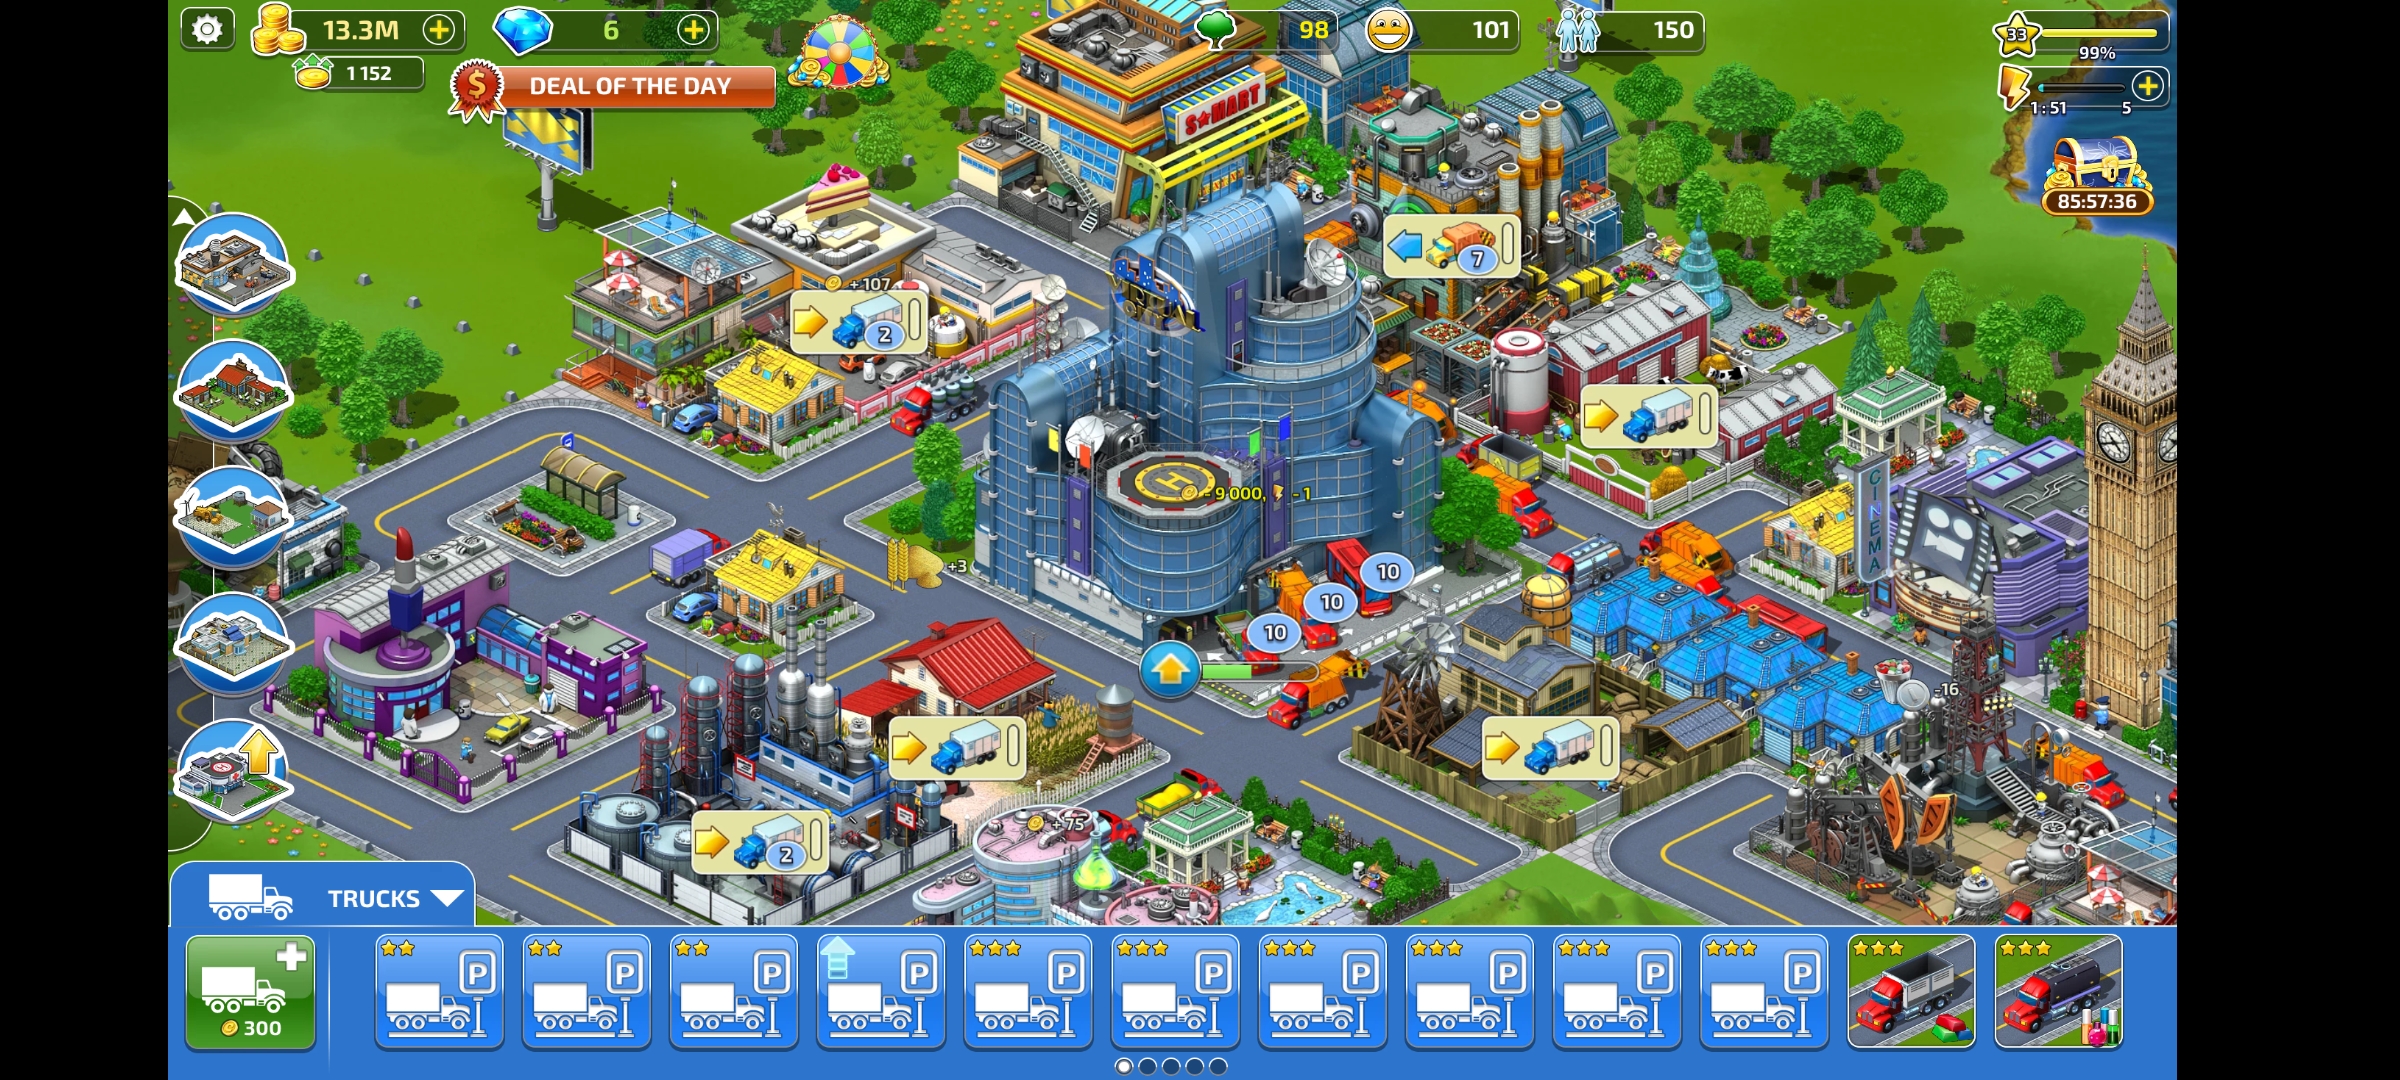 13.3M
6
98
101
150
33
99%
1 152
DEAL OF THE DAY
1:51
5
85:57:36
S★MART
7
+107
2
CINEMA
- 9 000, - 1
+3
10
10
10
-16
+75
2
TRUCKS
300
P
P
P
P
P
P
P
P
P
P